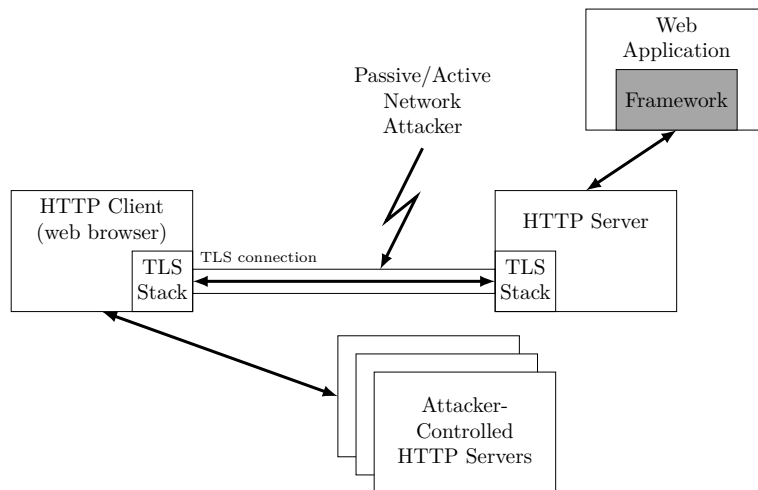 Web
Application
Framework
Passive/Active
Network
Attacker
HTTP Client
(web browser)
TLS
Stack
TLS connection
HTTP Server
TLS
Stack
Attacker-
Controlled
HTTP Servers